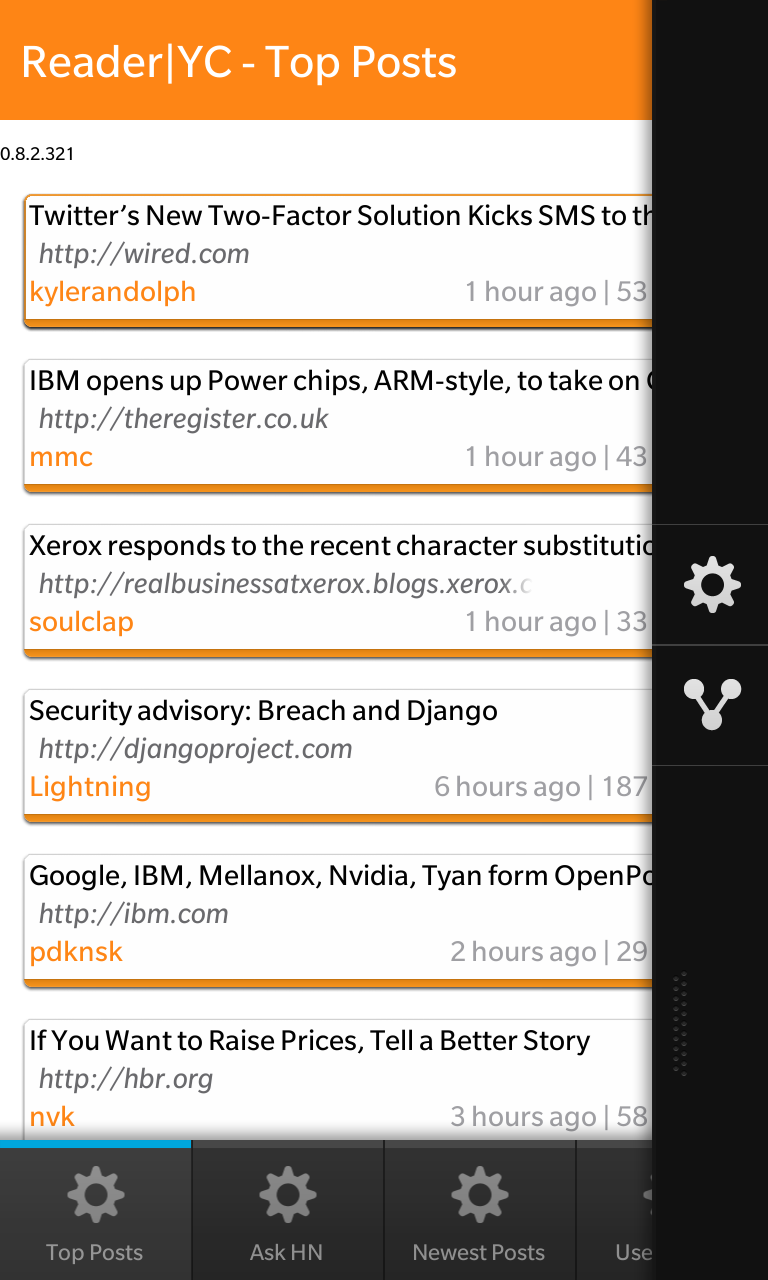 Reader|YC - Top Posts
0.8.2.321
Twitter’s New Two-Factor Solution Kicks SMS to th
http://wired.com
kylerandolph 1 hour ago | 53
IBM opens up Power chips, ARM-style, to take on
http://theregister.co.uk
mmc 1 hour ago | 43
Xerox responds to the recent character substitutic
http://realbusinessatxerox.blogs.xerox.c
soulclap 1 hour ago | 33
Security advisory: Breach and Django
http://djangoproject.com
Lightning 6 hours ago | 187
Google, IBM, Mellanox, Nvidia, Tyan form OpenPo
http://ibm.com
pdknsk 2 hours ago | 29
If You Want to Raise Prices, Tell a Better Story
http://hbr.org
nvk 3 hours ago | 58
Top Posts Ask HN Newest Posts Use